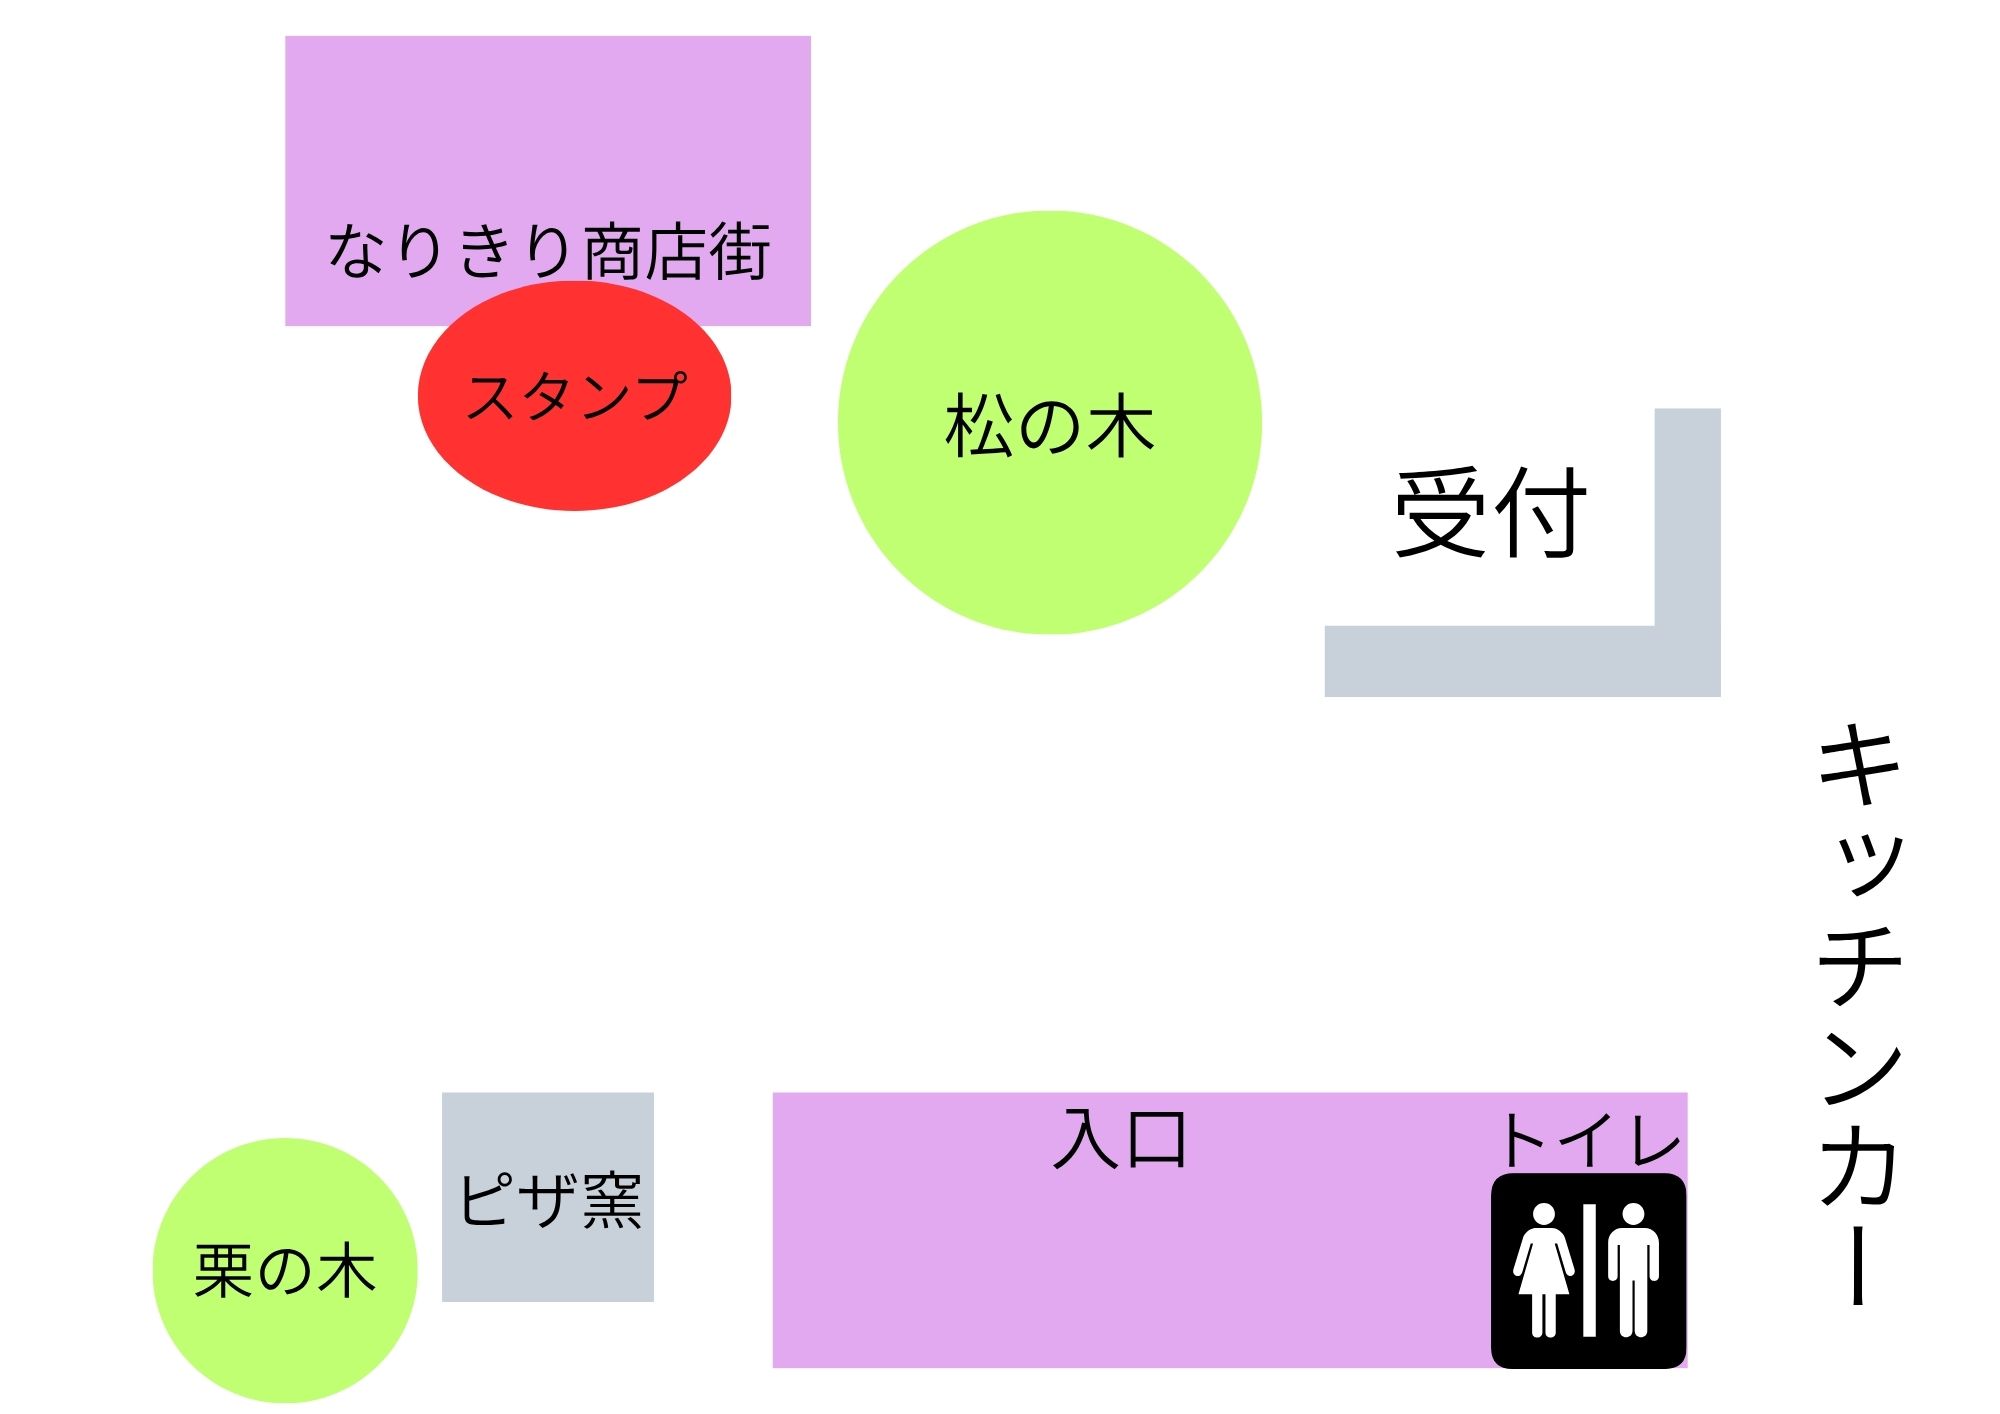 なりきり商店街
スタンプ
松の木
受付
キッチンカー
入口
トイレ
ピザ窯
栗の木